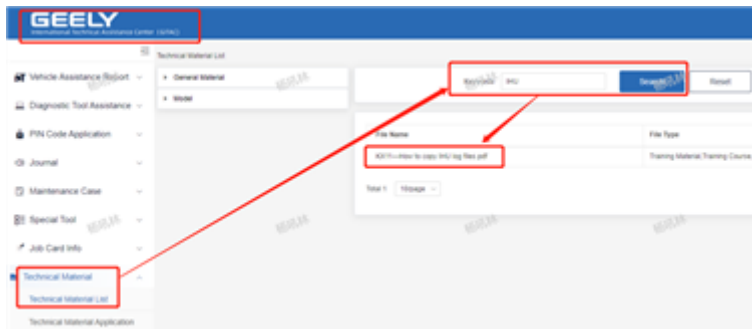 GEELY
International Technical Assistance Center (GITAC)
Technical Material List
Vehicle Assistance Report
Diagnostic Tool Assistance
PIN Code Application
Journal
Maintenance Case
Special Tool
Job Card Info
Technical Material
Technical Material List
Technical Material Application
General Material
Model
Keywords IHU Search Reset
File Name File Type
KX11---How to copy IHU log files.pdf Training Material,Training Course,
Total 1 10/page